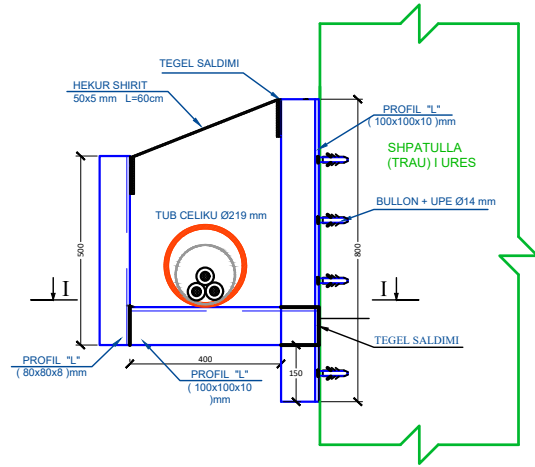 TEGEL SALDIMI
HEKUR SHIRIT
50x5 mm L=60cm
PROFIL "L"
( 100x100x10 )mm
SHPATULLA
(TRAU) I URES
BULLON + UPE Ø14 mm
TUB CELIKU Ø219 mm
500
800
I
I
TEGEL SALDIMI
PROFIL "L"
( 80x80x8 )mm
400
PROFIL "L"
( 100x100x10
)mm
150